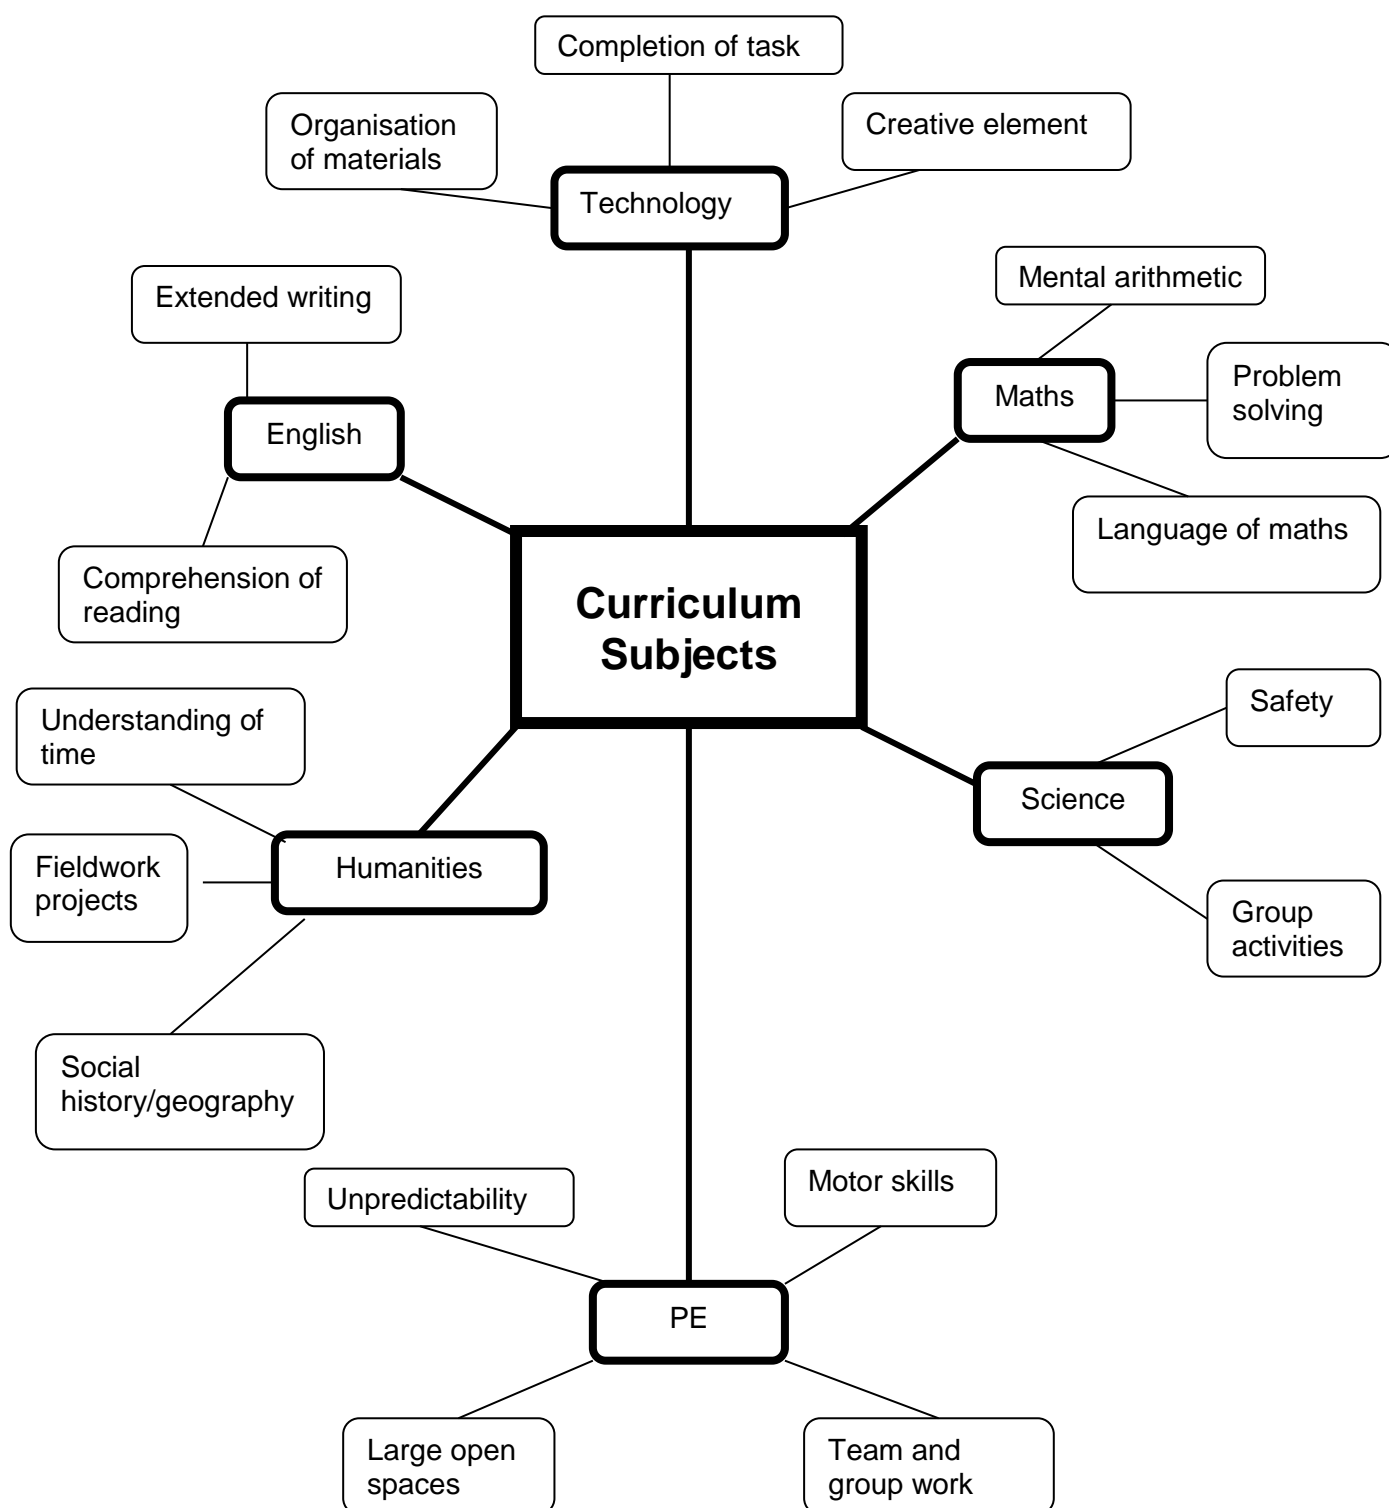 Completion of task
Organisation
of materials
Creative element
Technology
Mental arithmetic
Extended writing
Problem
solving
Maths
English
Language of maths
Comprehension of
reading
Curriculum
Subjects
Understanding of
time
Safety
Science
Humanities
Fieldwork
projects
Group
activities
Social
history/geography
Unpredictability
Motor skills
PE
Large open
spaces
Team and
group work